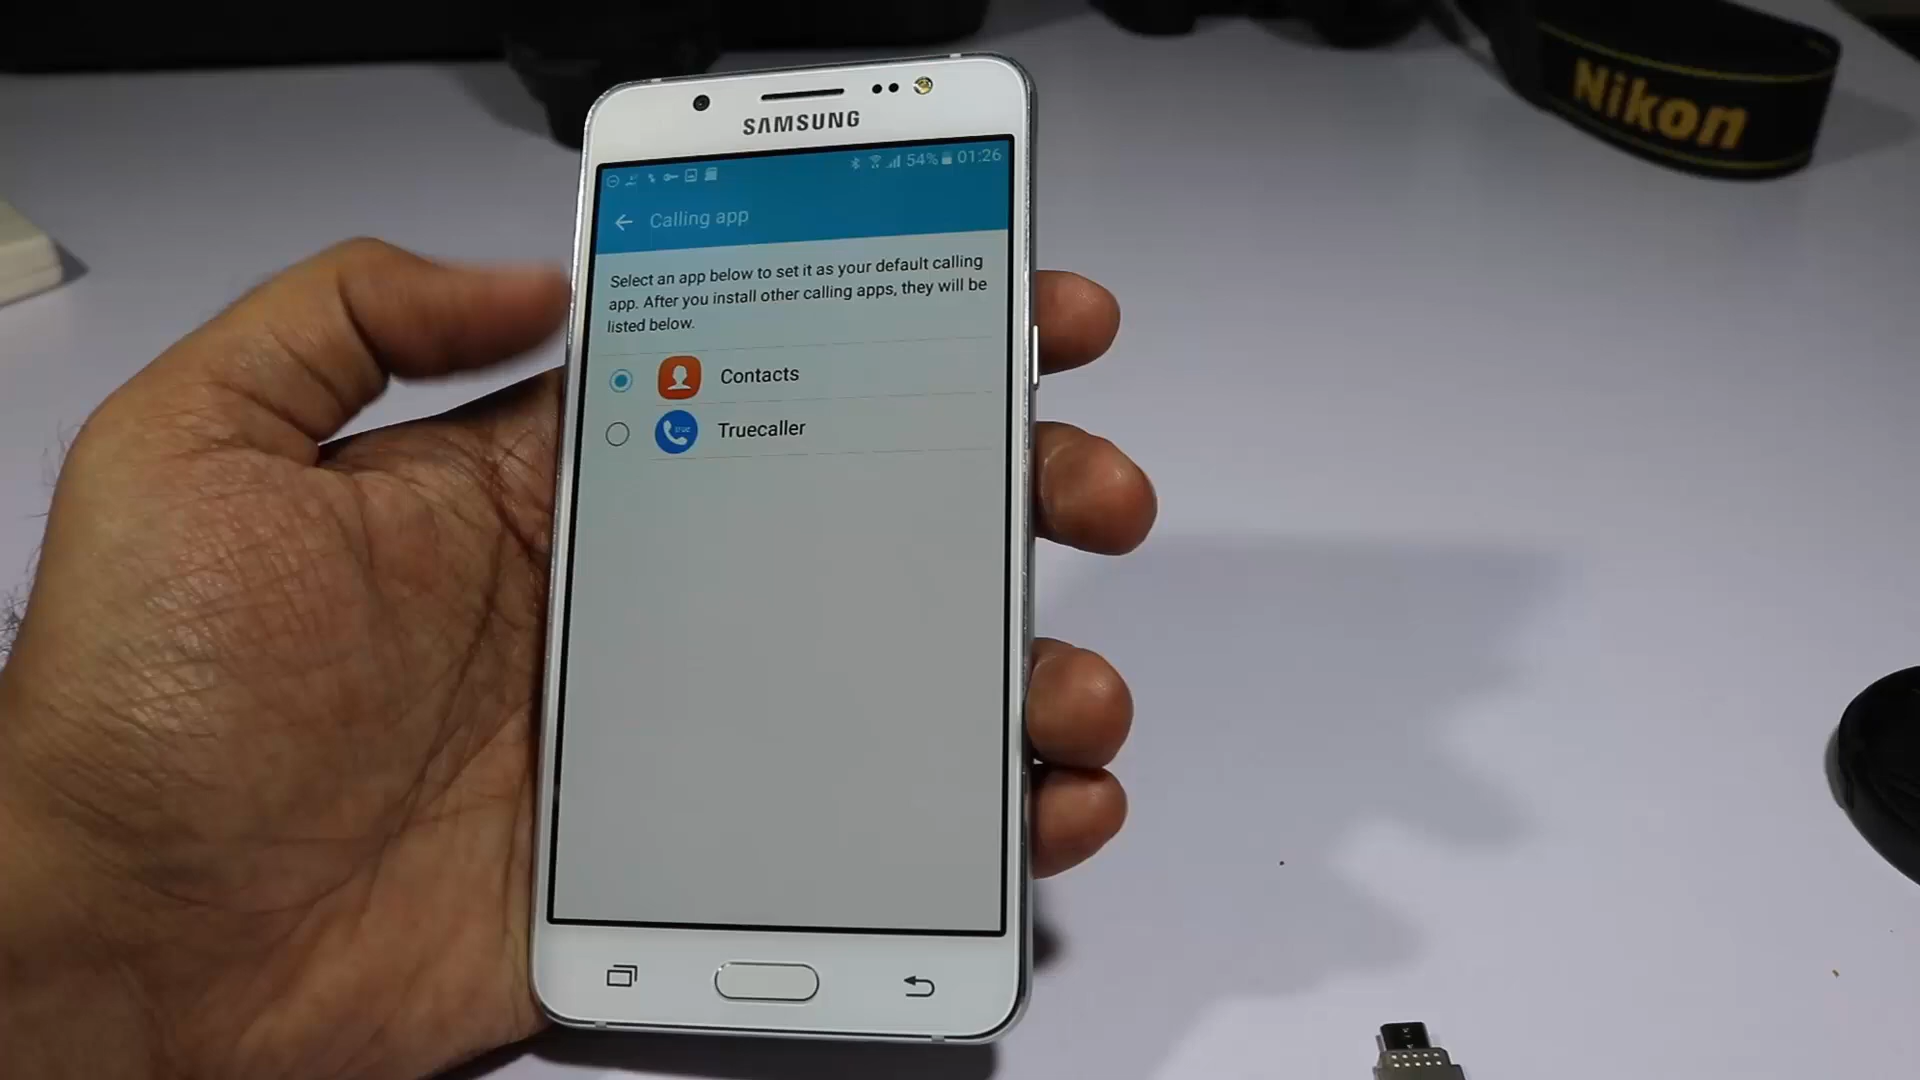 Nikon
SAMSUNG
54% 01:26
Calling app
Select an app below to set it as your default calling
app. After you install other calling apps, they will be
listed below.
Contacts
true
Truecaller